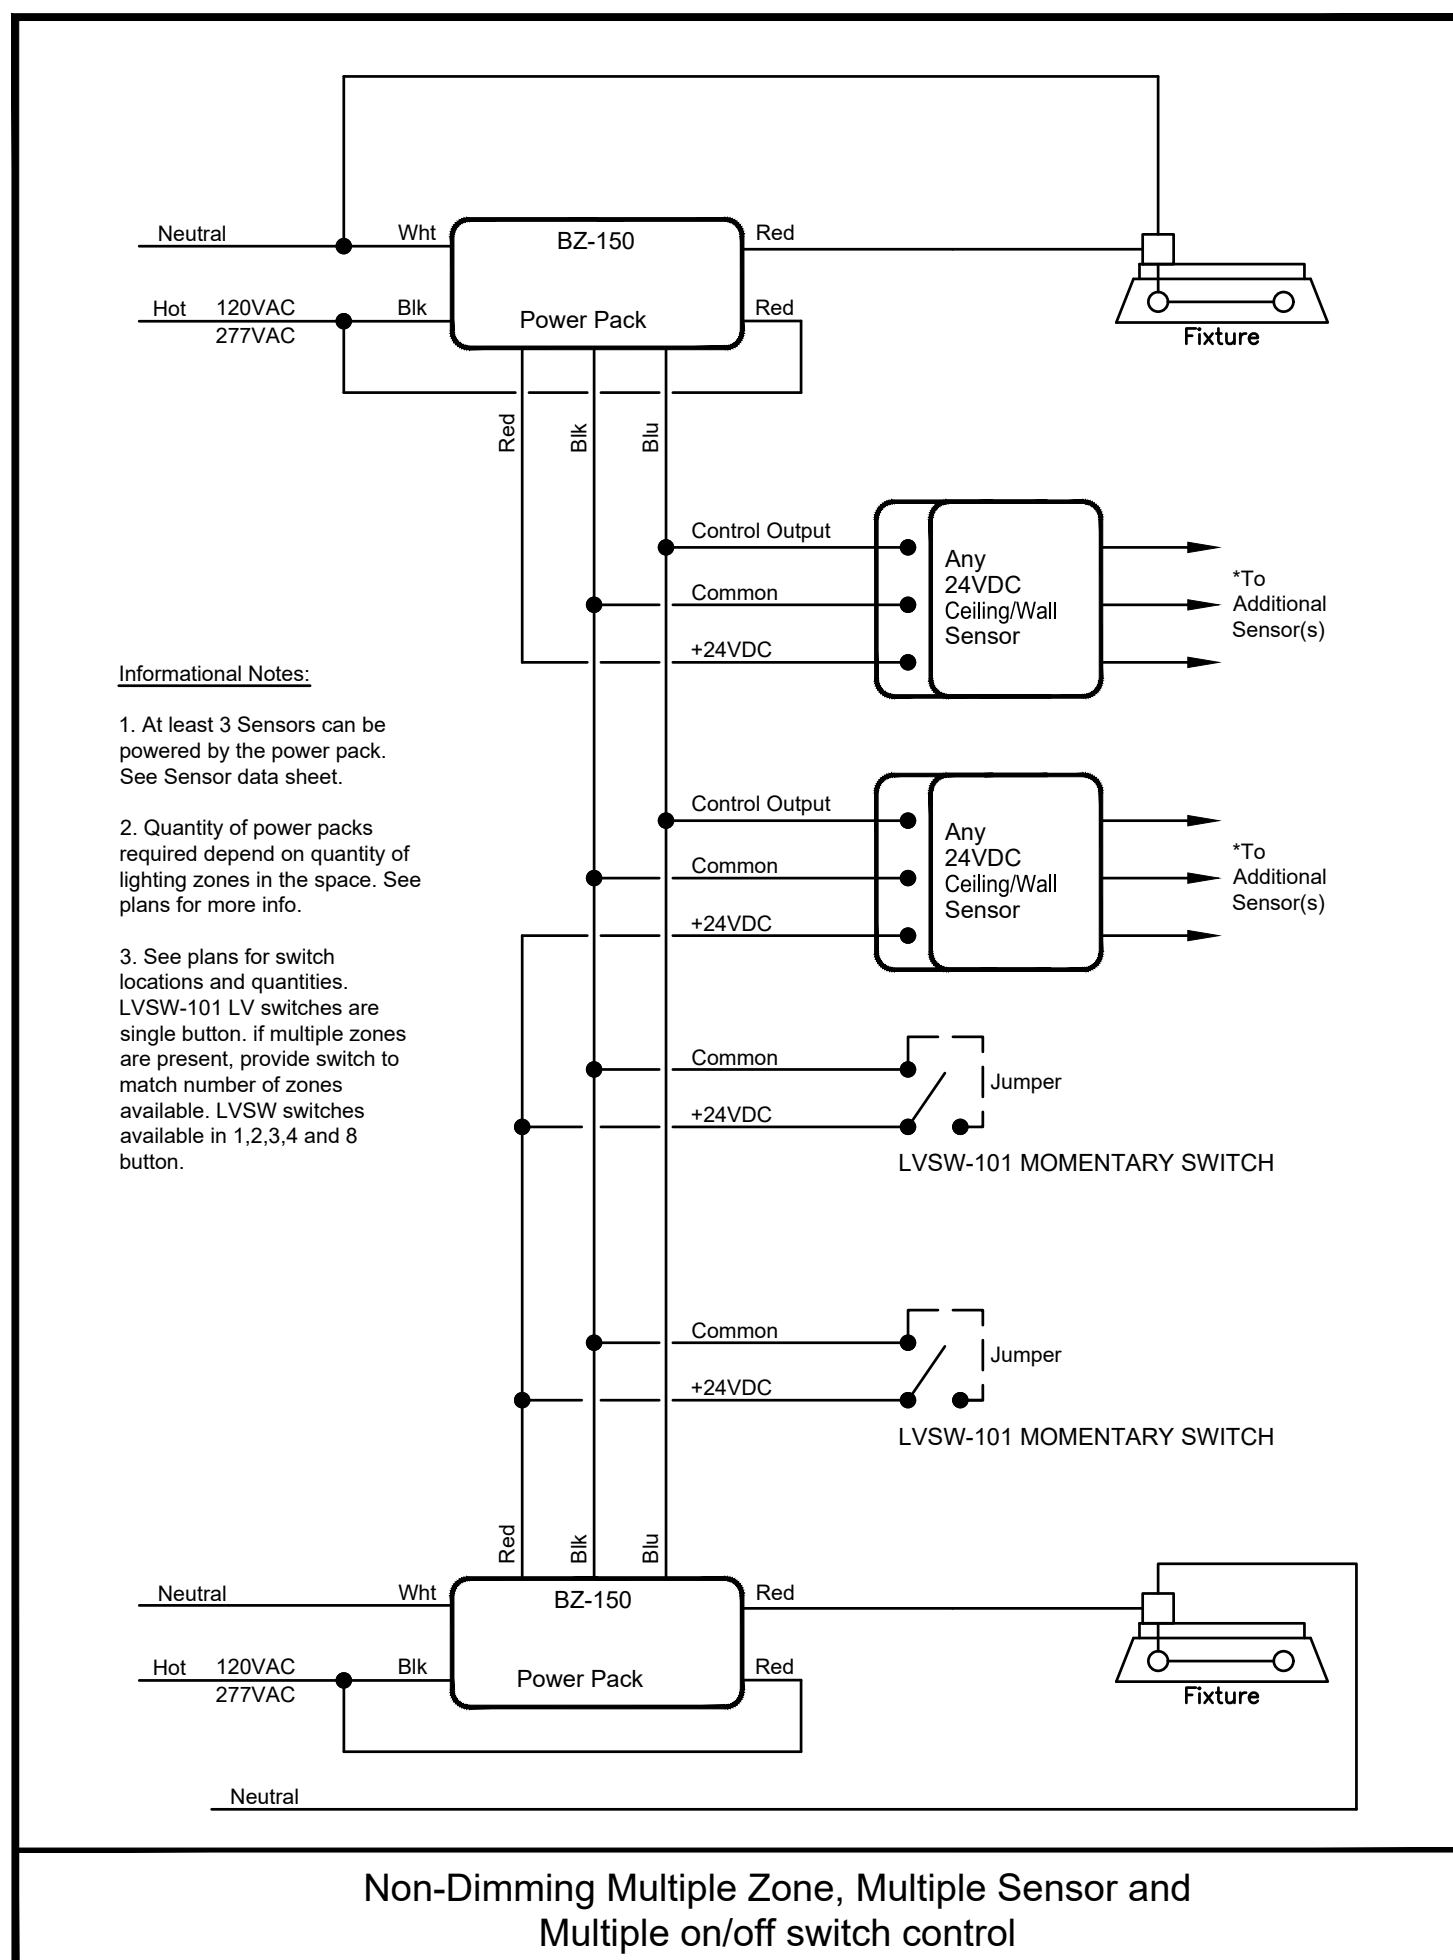 Neutral
Wht
BZ-150
Red
Hot
120VAC
277VAC
Blk
Power Pack
Red
Fixture
Red
Blk
Blu
Control Output
Common
+24VDC
Any
24VDC
Ceiling/Wall
Sensor
*To
Additional
Sensor(s)
Informational Notes:
1. At least 3 Sensors can be
powered by the power pack.
See Sensor data sheet.
2. Quantity of power packs
required depend on quantity of
lighting zones in the space. See
plans for more info.
3. See plans for switch
locations and quantities.
LVSW-101 LV switches are
single button. if multiple zones
are present, provide switch to
match number of zones
available. LVSW switches
available in 1,2,3,4 and 8
button.
Control Output
Common
+24VDC
Any
24VDC
Ceiling/Wall
Sensor
*To
Additional
Sensor(s)
Common
+24VDC
Jumper
LVSW-101 MOMENTARY SWITCH
Common
+24VDC
Jumper
LVSW-101 MOMENTARY SWITCH
Red
Blk
Blu
Neutral
Wht
BZ-150
Red
Hot
120VAC
277VAC
Blk
Power Pack
Red
Fixture
Neutral
Non-Dimming Multiple Zone, Multiple Sensor and
Multiple on/off switch control